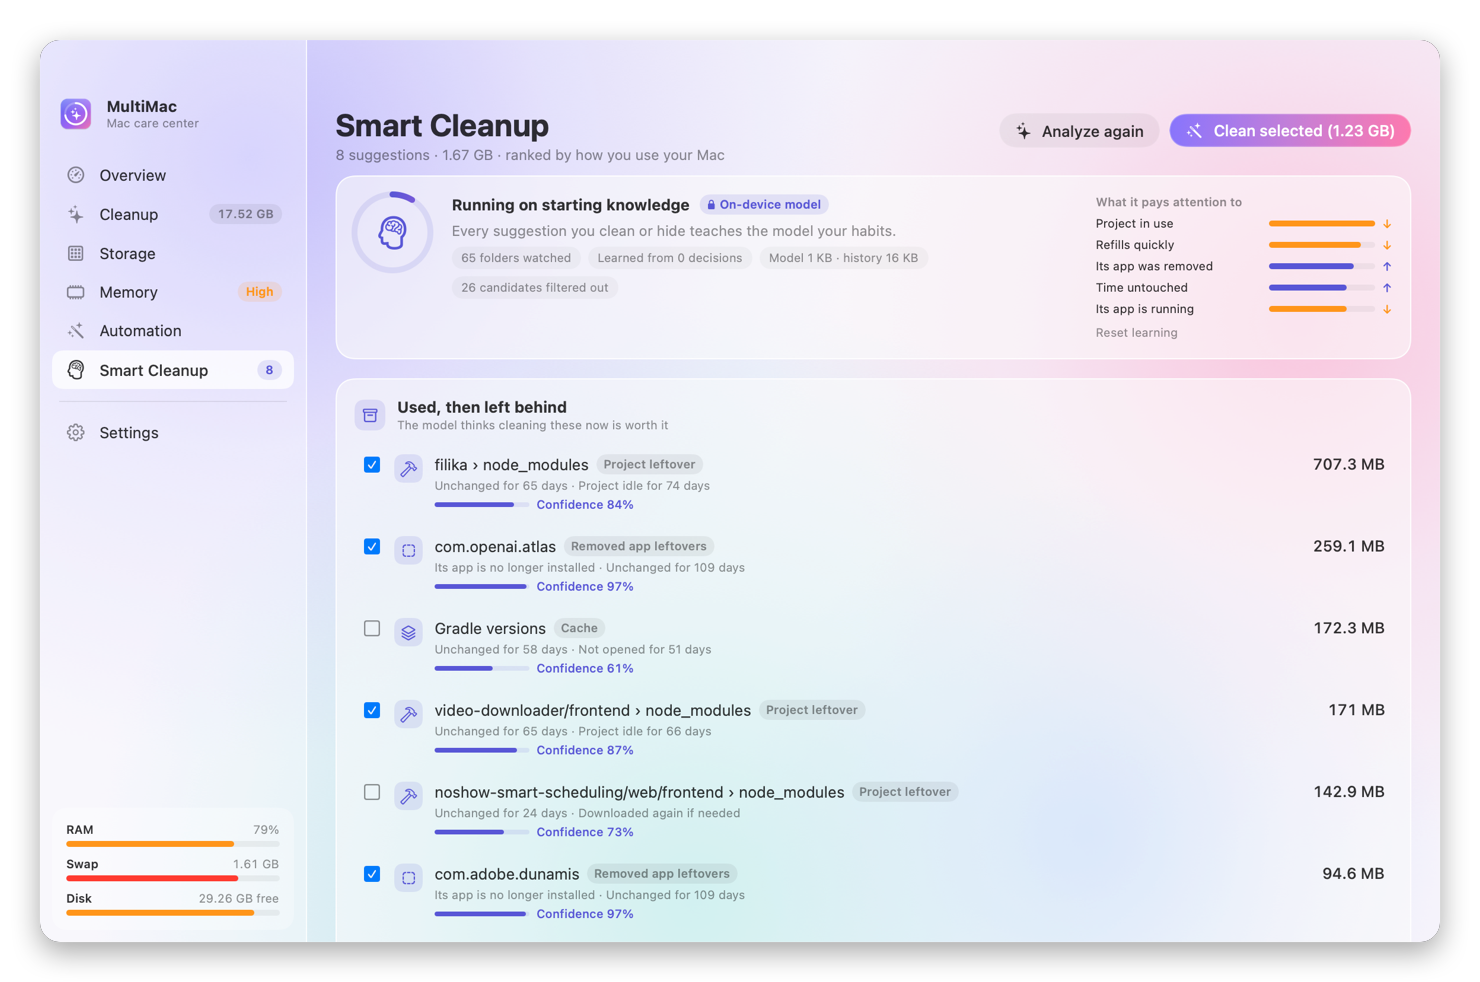 MultiMac
Mac care center
Overview
Cleanup 17.52 GB
Storage
Memory High
Automation
Smart Cleanup 8
Settings
RAM 79%
Swap 1.61 GB
Disk 29.26 GB free
Smart Cleanup
8 suggestions · 1.67 GB · ranked by how you use your Mac
Analyze again
Clean selected (1.23 GB)
Running on starting knowledge On-device model
Every suggestion you clean or hide teaches the model your habits.
65 folders watched Learned from 0 decisions Model 1 KB · history 16 KB
26 candidates filtered out
What it pays attention to
Project in use ↓
Refills quickly ↓
Its app was removed ↑
Time untouched ↑
Its app is running ↓
Reset learning
Used, then left behind
The model thinks cleaning these now is worth it
filika › node_modules Project leftover 707.3 MB
Unchanged for 65 days · Project idle for 74 days
Confidence 84%
com.openai.atlas Removed app leftovers 259.1 MB
Its app is no longer installed · Unchanged for 109 days
Confidence 97%
Gradle versions Cache 172.3 MB
Unchanged for 58 days · Not opened for 51 days
Confidence 61%
video-downloader/frontend › node_modules Project leftover 171 MB
Unchanged for 65 days · Project idle for 66 days
Confidence 87%
noshow-smart-scheduling/web/frontend › node_modules Project leftover 142.9 MB
Unchanged for 24 days · Downloaded again if needed
Confidence 73%
com.adobe.dunamis Removed app leftovers 94.6 MB
Its app is no longer installed · Unchanged for 109 days
Confidence 97%